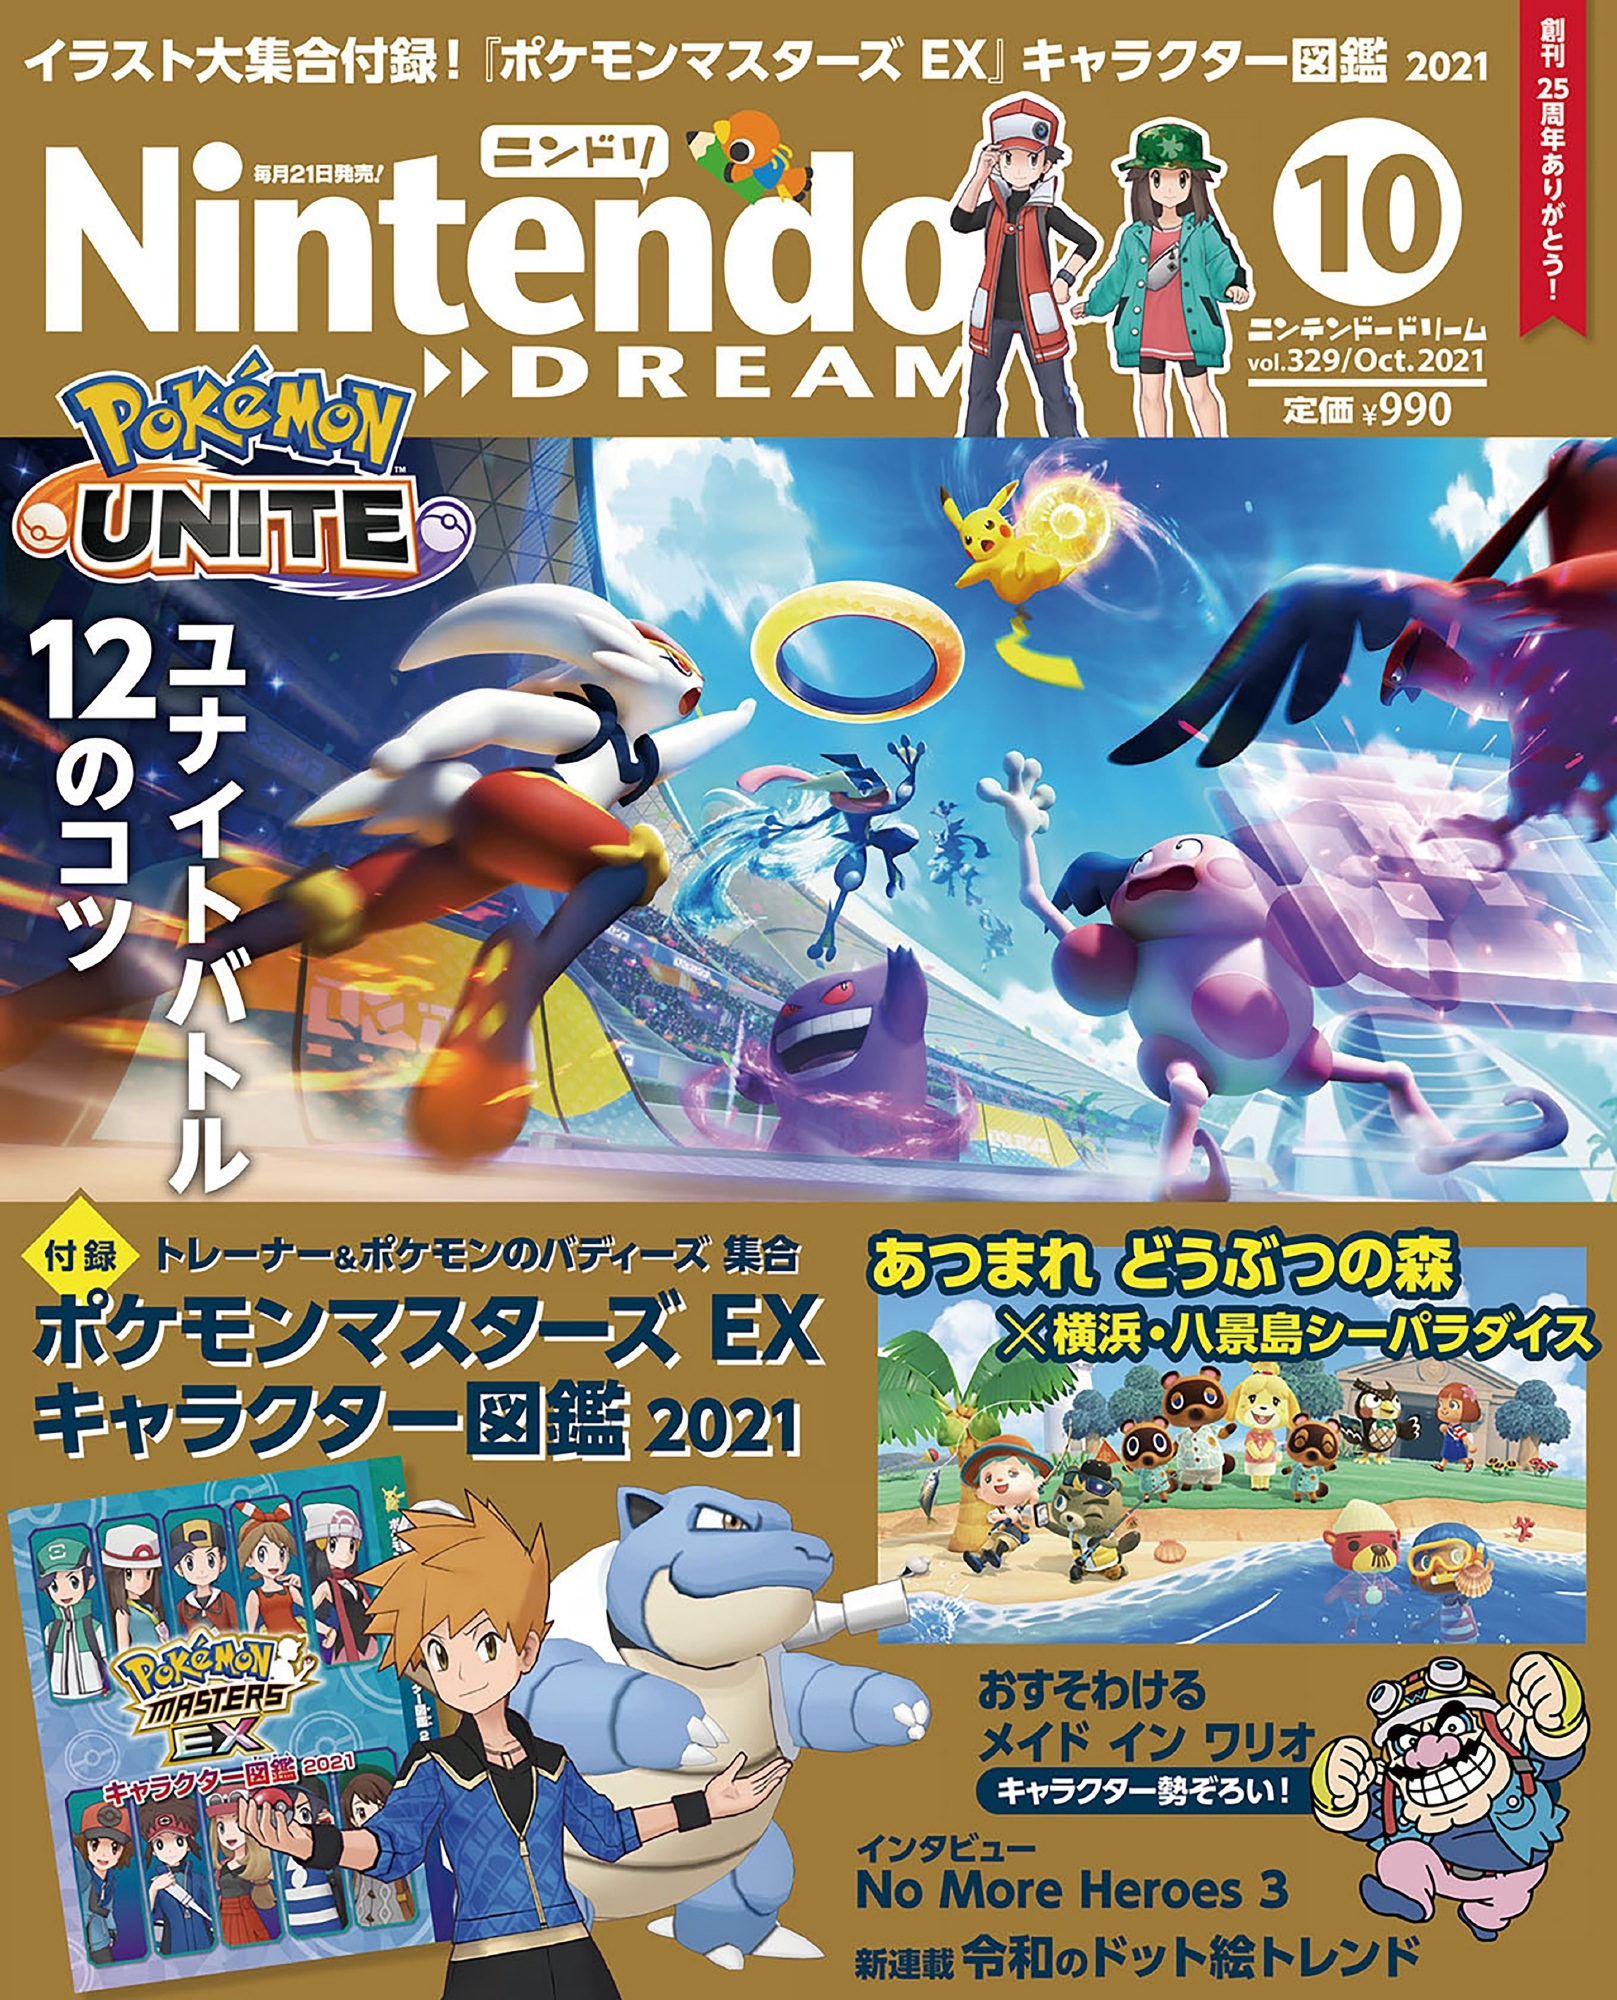 イラスト大集合付録！『ポケモンマスターズ EX』キャラクター図鑑 2021
創刊25周年ありがとう！
毎月21日発売！
ニンドリ
Nintendo
DREAM
10
ニンテンドードリーム
vol.329/Oct.2021
定価 ¥990
POKéMON
UNITE
™
ユナイトバトル
12のコツ
付録
トレーナー&ポケモンのバディーズ 集合
ポケモンマスターズ EX
キャラクター図鑑 2021
POKéMON
MASTERS
EX
キャラクター図鑑 2021
あつまれ どうぶつの森
×横浜・八景島シーパラダイス
おすそわける
メイド イン ワリオ
キャラクター勢ぞろい！
インタビュー
No More Heroes 3
新連載 令和のドット絵トレンド